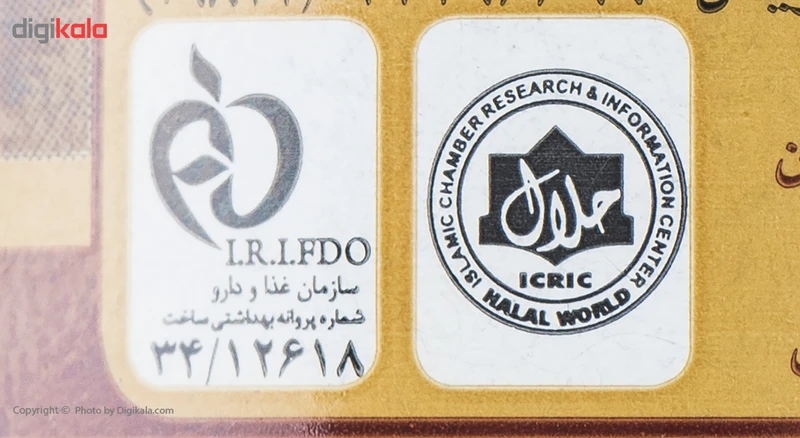 digikala
I.R.I.FDO
سازمان غذا و دارو
شماره پروانه بهداشتی ساخت
۳۴/۱۲۶۱۸
ISLAMIC CHAMBER RESEARCH & INFORMATION CENTER
حلال
ICRIC
HALAL WORLD
Copyright © Photo by Digikala.com